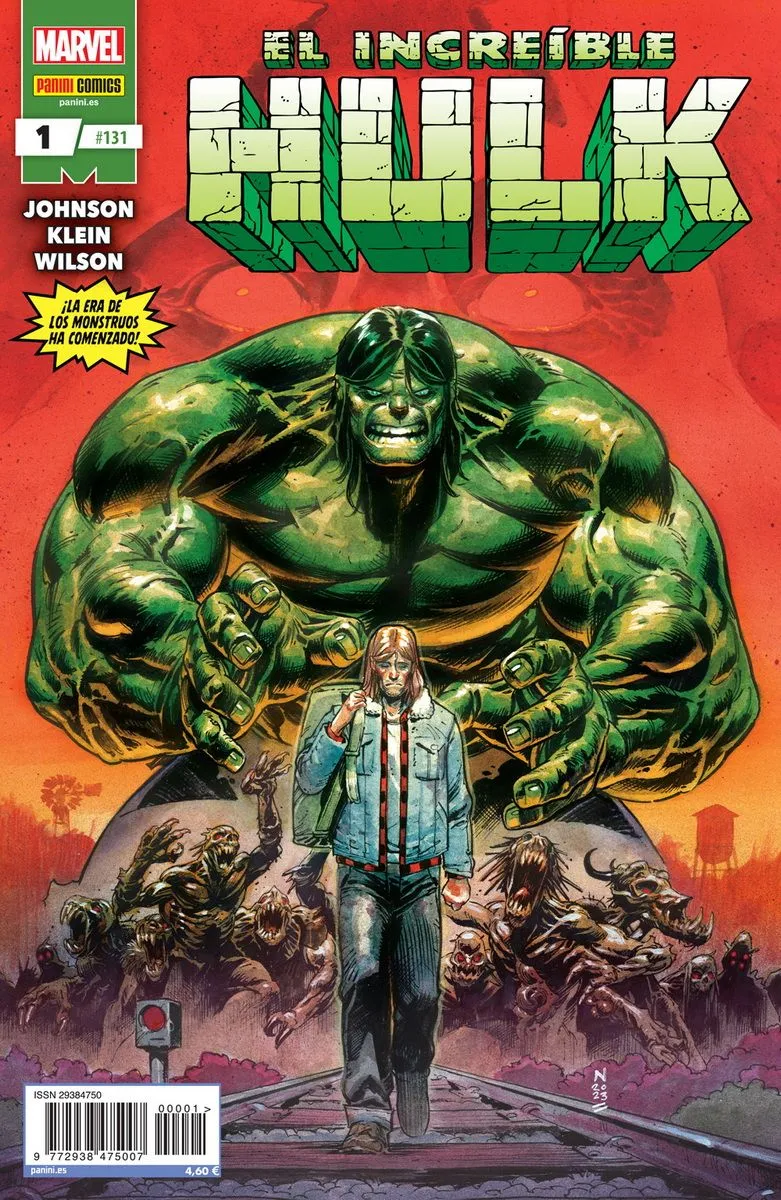 MARVEL
PANINI COMICS
panini.es
1 #131
JOHNSON
KLEIN
WILSON
¡LA ERA DE
LOS MONSTRUOS
HA COMENZADO!
EL INCREÍBLE
HULK
N
2023
ISSN 29384750
00001>
9 772938 475007
panini.es 4,60 €